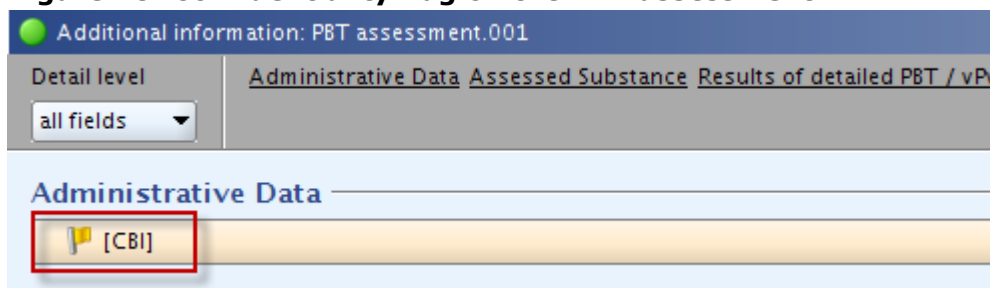 Additional information: PBT assessment.001
Detail level
Administrative Data Assessed Substance Results of detailed PBT / vP
all fields
Administrative Data
[CBI]